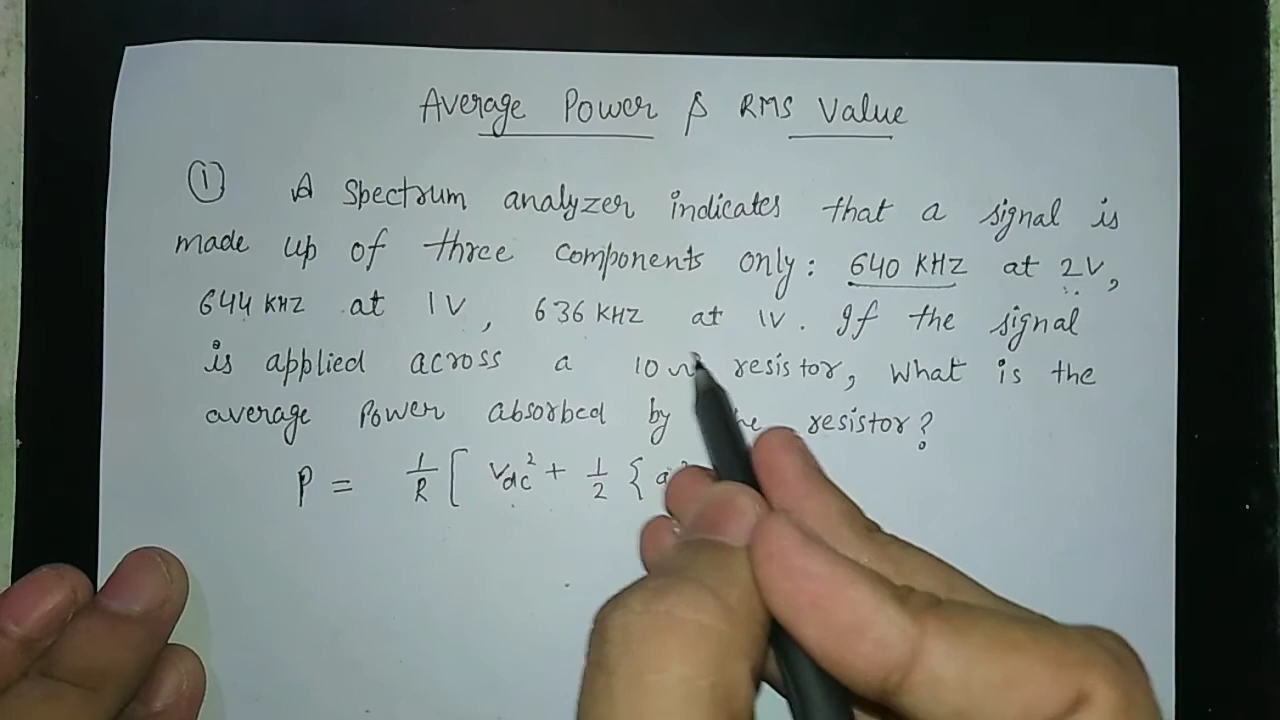 Average Power & RMS Value
① A Spectrum analyzer indicates that a signal is
made up of three components only: 640 KHZ at 2V,
644 KHZ at 1V, 636 KHZ at 1V. If the signal
is applied across a 10 resistor, what is the
average Power absorbed by resistor?
P = 1/R [ Vdc² + 1/2 { a